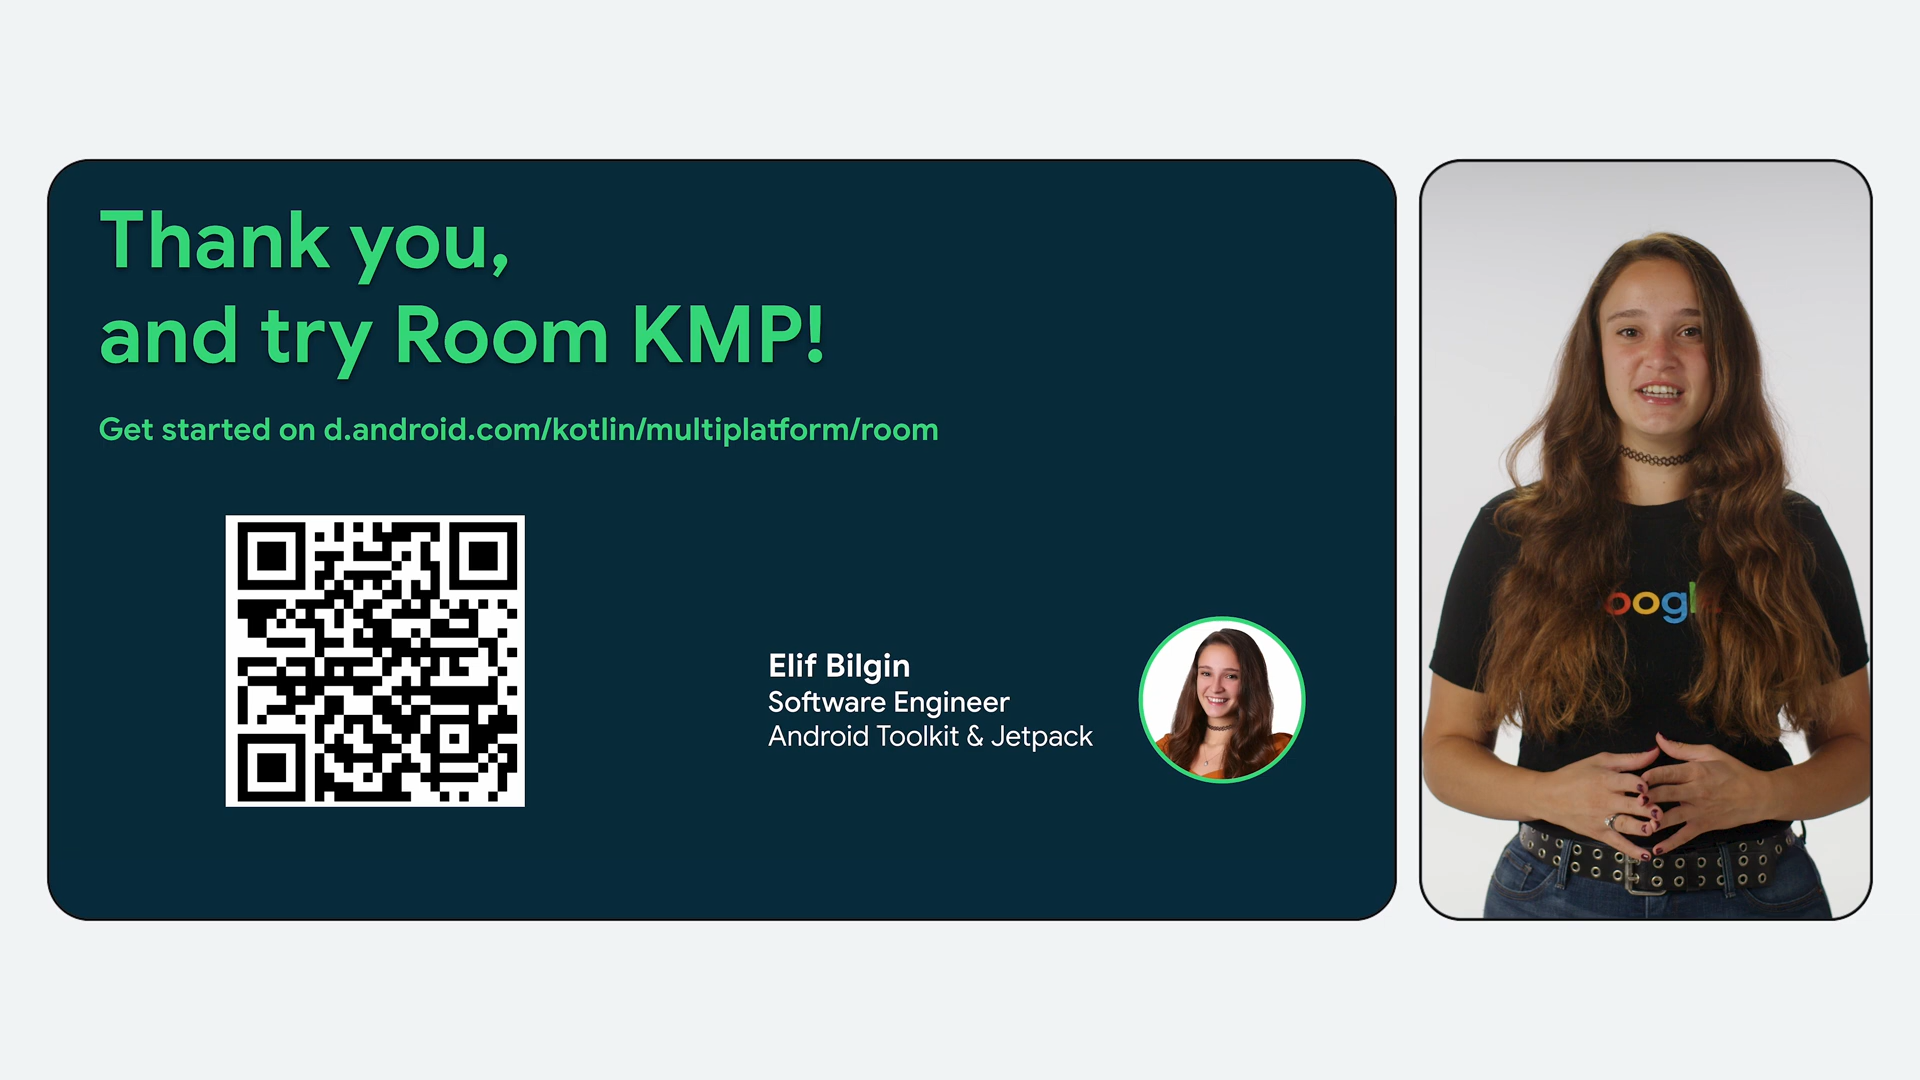 Thank you,
and try Room KMP!
Get started on d.android.com/kotlin/multiplatform/room
Elif Bilgin
Software Engineer
Android Toolkit & Jetpack
oogl